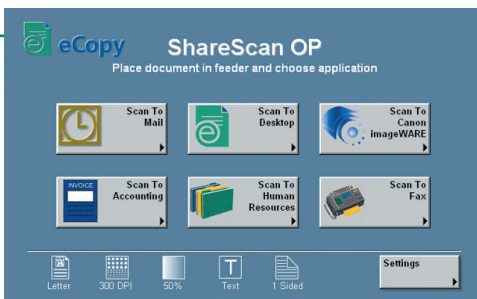 eCopy
ShareScan OP
Place document in feeder and choose application
Scan To
Mail
Scan To
Desktop
Scan To
Canon
imageWARE
INVOICE
Scan To
Accounting
Scan To
Human
Resources
Scan To
Fax
Letter
300 DPI
50%
T
Text
1 Sided
Settings